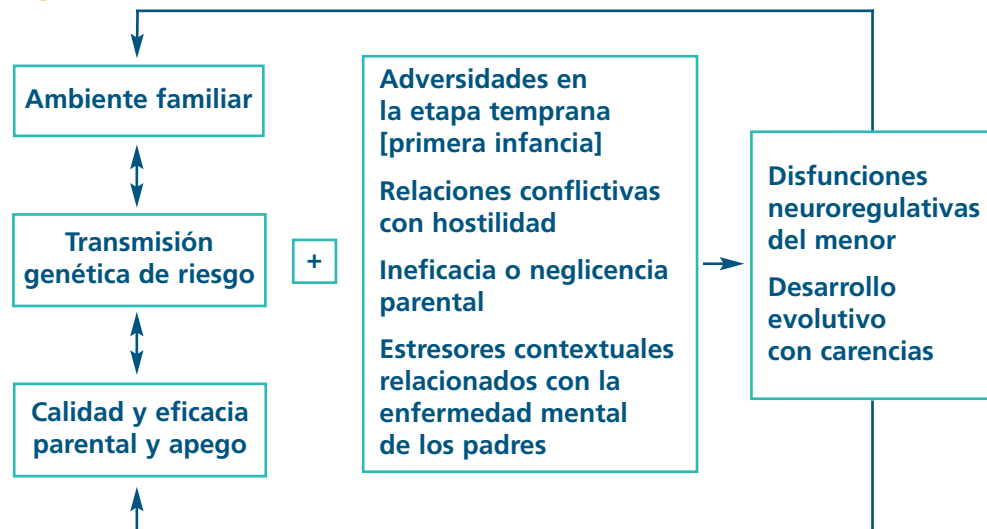 Ambiente familiar
Transmisión
genética de riesgo
Calidad y eficacia
parental y apego
+
Adversidades en
la etapa temprana
[primera infancia]
Relaciones conflictivas
con hostilidad
Ineficacia o neglicencia
parental
Estresores contextuales
relacionados con la
enfermedad mental
de los padres
Disfunciones
neuroregulativas
del menor
Desarrollo
evolutivo
con carencias